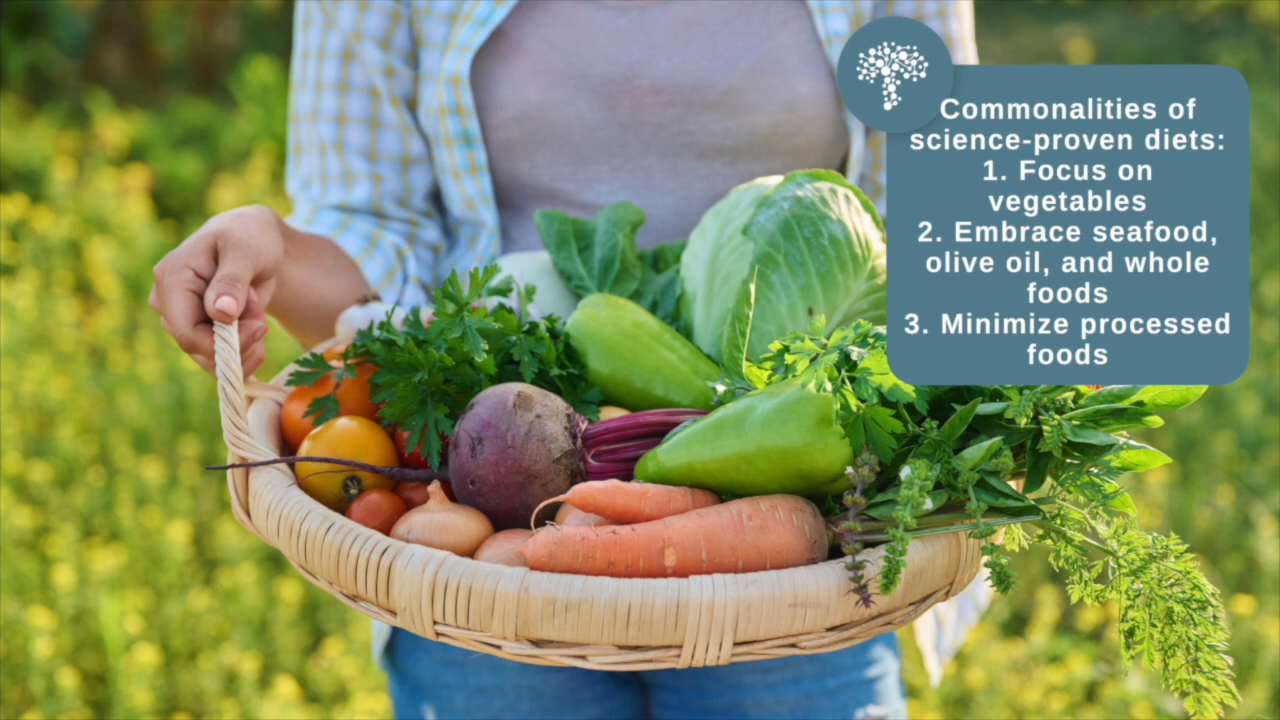 Commonalities of
science-proven diets:
1. Focus on
vegetables
2. Embrace seafood,
olive oil, and whole
foods
3. Minimize processed
foods